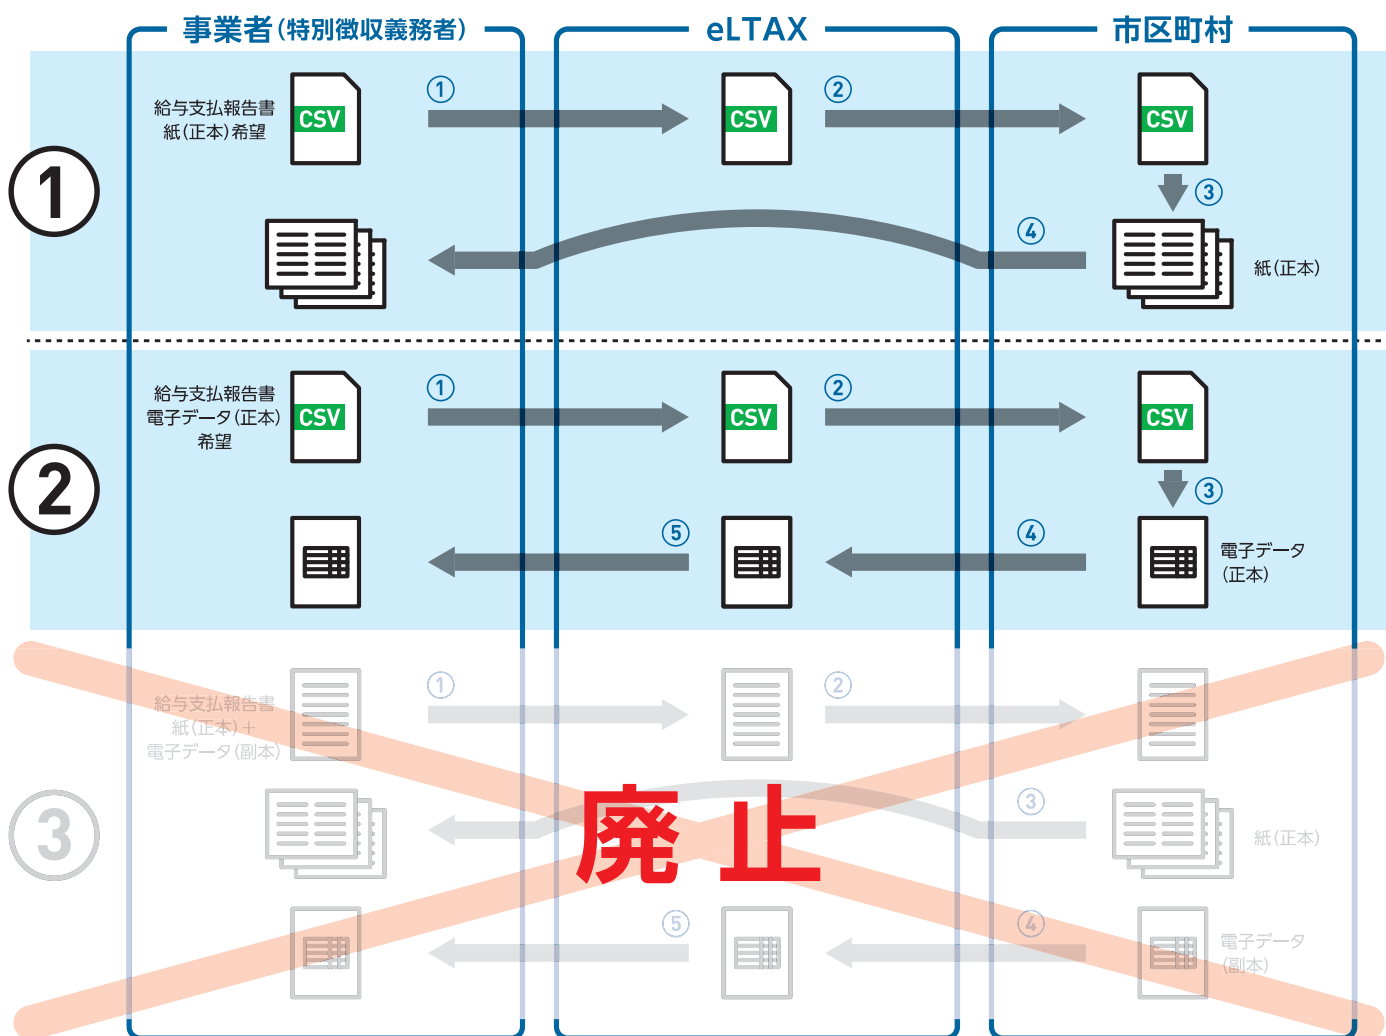 事業者(特別徴収義務者)
eLTAX
市区町村
1
給与支払報告書
紙(正本)希望
CSV
①
CSV
②
CSV
③
④
紙(正本)
2
給与支払報告書
電子データ(正本)
希望
CSV
①
CSV
②
CSV
③
⑤
④
電子データ
(正本)
3
給与支払報告書
紙(正本)+
電子データ(副本)
①
②
廃止
③
紙(正本)
⑤
④
電子データ
(副本)